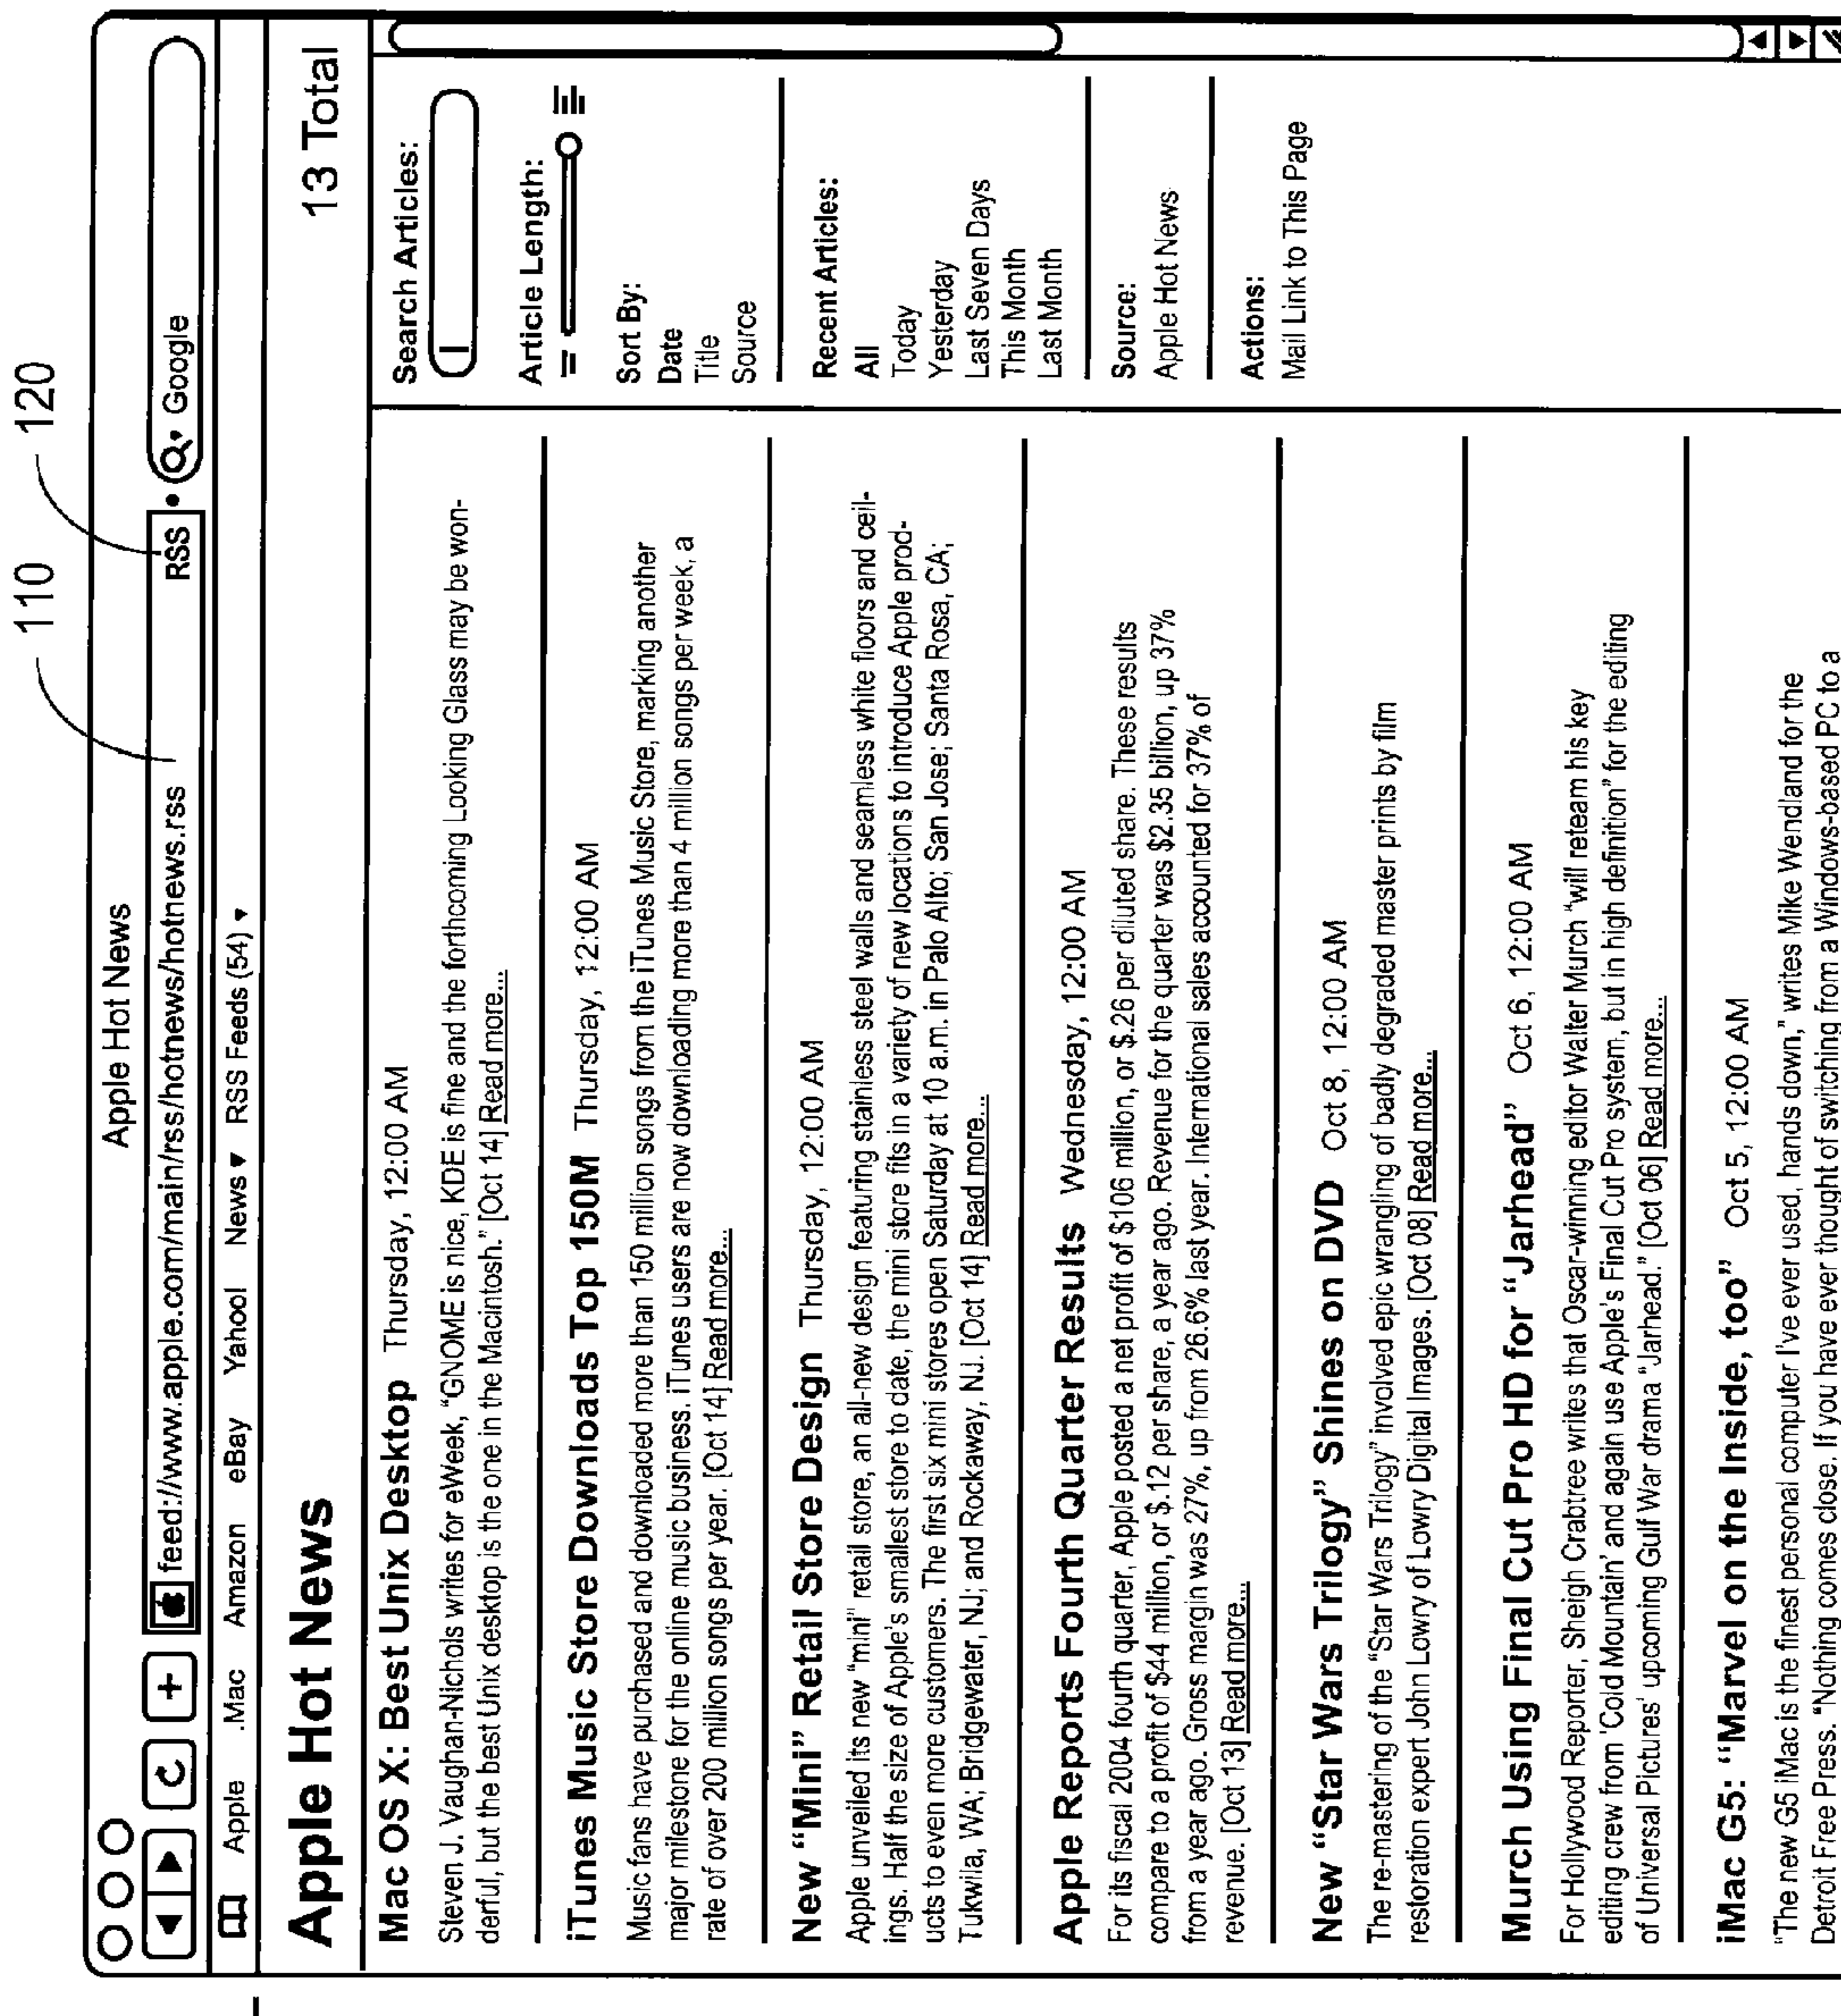 110
120
Apple Hot News
feed://www.apple.com/main/rss/hotnews/hotnews.rss
RSS
Google
Apple .Mac Amazon eBay Yahool News ▼ RSS Feeds (54) ▼
Apple Hot News
13 Total
Mac OS X: Best Unix Desktop Thursday, 12:00 AM
Steven J. Vaughan-Nichols writes for eWeek, “GNOME is nice, KDE is fine and the forthcoming Looking Glass may be won-
derful, but the best Unix desktop is the one in the Macintosh.” [Oct 14] Read more...
iTunes Music Store Downloads Top 150M Thursday, 12:00 AM
Music fans have purchased and downloaded more than 150 million songs from the iTunes Music Store, marking another
major milestone for the online music business. iTunes users are now downloading more than 4 million songs per week, a
rate of over 200 million songs per year. [Oct 14] Read more...
New “Mini” Retail Store Design Thursday, 12:00 AM
Apple unveiled its new “mini” retail store, an all-new design featuring stainless steel walls and seamless white floors and ceil-
ings. Half the size of Apple's smallest store to date, the mini store fits in a variety of new locations to introduce Apple prod-
ucts to even more customers. The first six mini stores open Saturday at 10 a.m. in Palo Alto; San Jose; Santa Rosa, CA;
Tukwila, WA; Bridgewater, NJ; and Rockaway, NJ. [Oct 14] Read more...
Apple Reports Fourth Quarter Results Wednesday, 12:00 AM
For its fiscal 2004 fourth quarter, Apple posted a net profit of $106 million, or $.26 per diluted share. These results
compare to a profit of $44 million, or $.12 per share, a year ago. Revenue for the quarter was $2.35 billion, up 37%
from a year ago. Gross margin was 27%, up from 26.6% last year. International sales accounted for 37% of
revenue. [Oct 13] Read more...
New “Star Wars Trilogy” Shines on DVD Oct 8, 12:00 AM
The re-mastering of the “Star Wars Trilogy” involved epic wrangling of badly degraded master prints by film
restoration expert John Lowry of Lowry Digital Images. [Oct 08] Read more...
Murch Using Final Cut Pro HD for “Jarhead” Oct 6, 12:00 AM
For Hollywood Reporter, Sheigh Crabtree writes that Oscar-winning editor Walter Murch “will reteam his key
editing crew from 'Cold Mountain' and again use Apple's Final Cut Pro system, but in high definition” for the editing
of Universal Pictures' upcoming Gulf War drama “Jarhead.” [Oct 06] Read more...
iMac G5: “Marvel on the Inside, too” Oct 5, 12:00 AM
“The new G5 iMac is the finest personal computer I've ever used, hands down,” writes Mike Wendland for the
Detroit Free Press. “Nothing comes close. If you have ever thought of switching from a Windows-based PC to a
Search Articles:
Article Length:
Sort By:
Date
Title
Source
Recent Articles:
All
Today
Yesterday
Last Seven Days
This Month
Last Month
Source:
Apple Hot News
Actions:
Mail Link to This Page